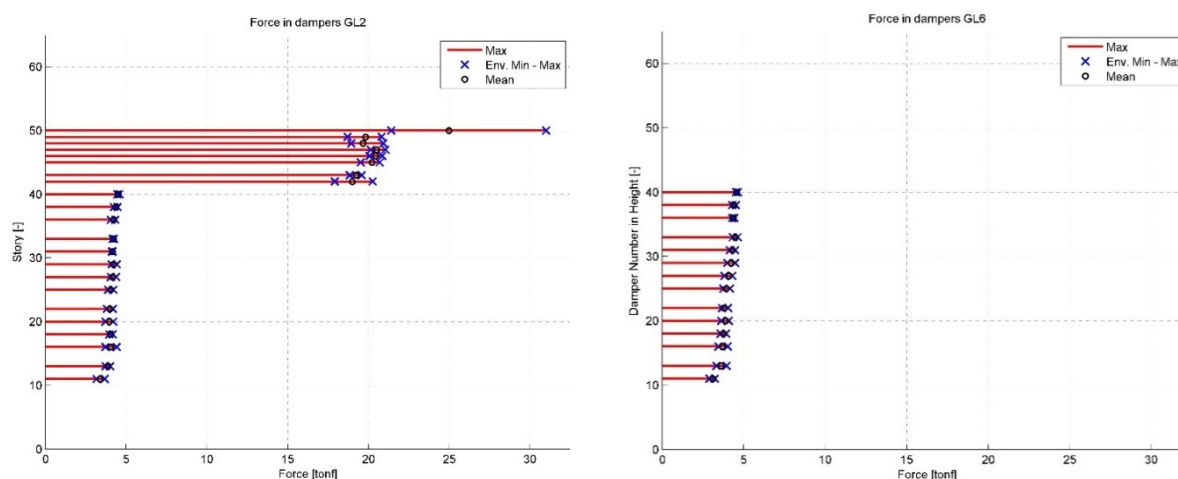 Force in dampers GL2
Max
Env. Min - Max
Mean
Story [-]
60
50
40
30
20
10
0
0 5 10 15 20 25 30
Force [tonf]
Force in dampers GL6
Max
Env. Min - Max
Mean
Damper Number in Height [-]
60
50
40
30
20
10
0
0 5 10 15 20 25 30
Force [tonf]